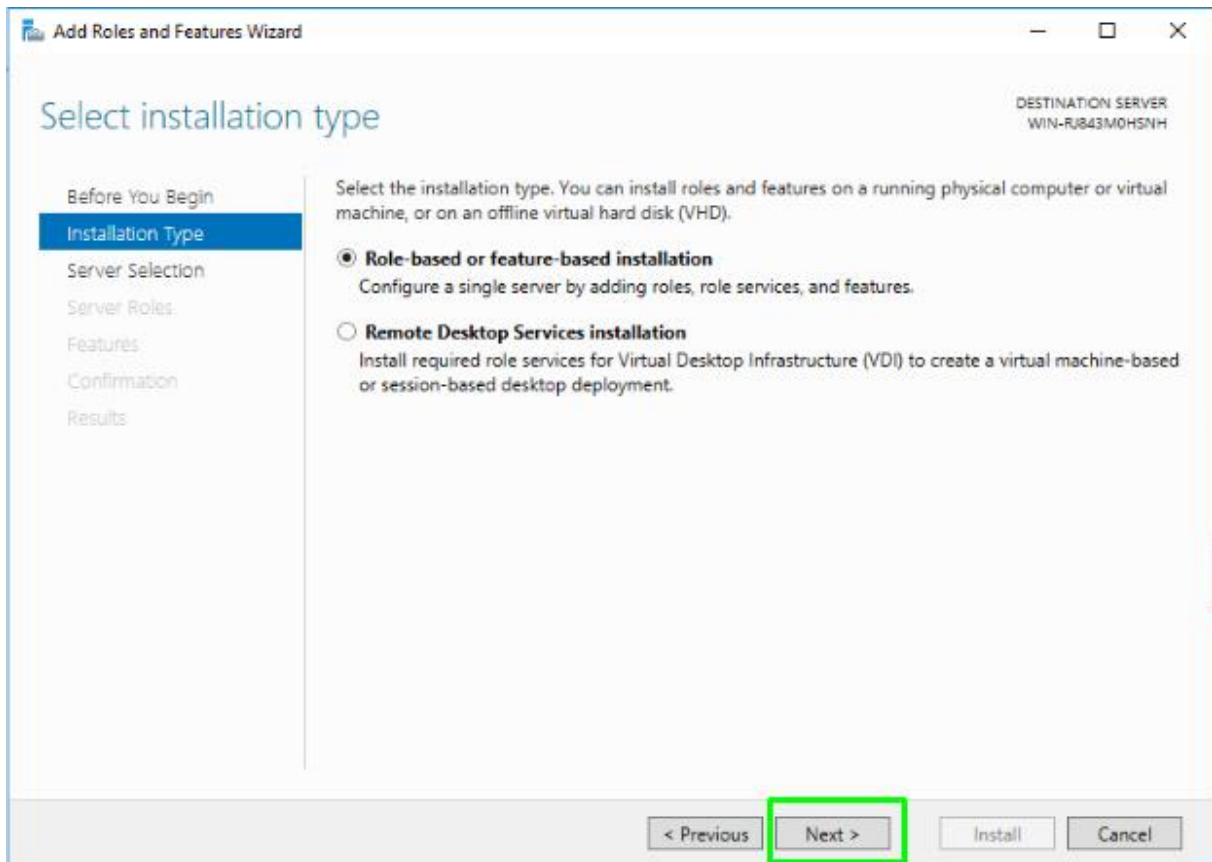 Add Roles and Features Wizard
Select installation type
DESTINATION SERVER
WIN-RJ843M0HSNH
Before You Begin
Installation Type
Server Selection
Server Roles
Features
Confirmation
Results
Select the installation type. You can install roles and features on a running physical computer or virtual
machine, or on an offline virtual hard disk (VHD).
Role-based or feature-based installation
Configure a single server by adding roles, role services, and features.
Remote Desktop Services installation
Install required role services for Virtual Desktop Infrastructure (VDI) to create a virtual machine-based
or session-based desktop deployment.
< Previous
Next >
Install
Cancel